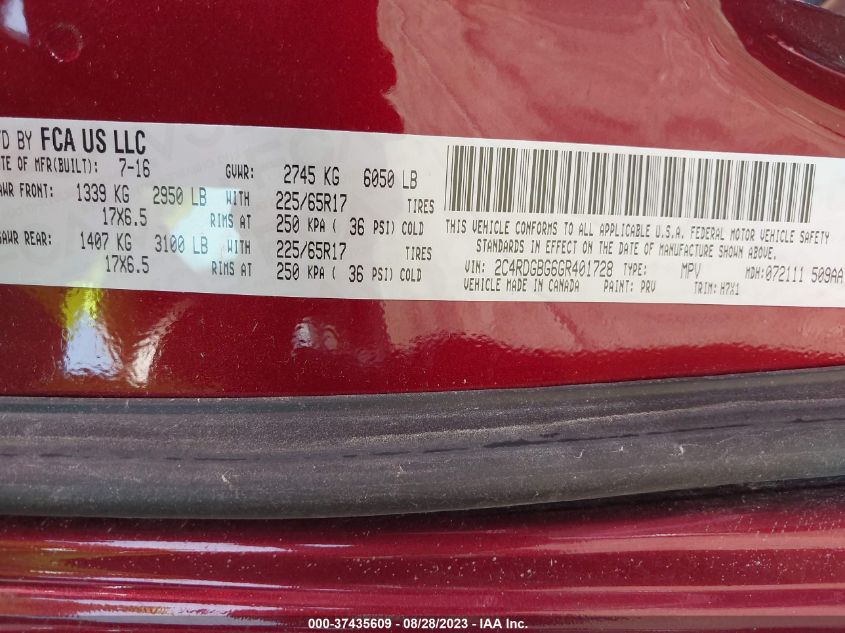 FD BY FCA US LLC
ATE OF MFR(BUILT): 7-16 GVWR: 2745 KG 6050 LB
AWR FRONT: 1339 KG 2950 LB WITH 225/65R17 TIRES
17X6.5 RIMS AT 250 KPA ( 36 PSI) COLD
GAWR REAR: 1407 KG 3100 LB WITH 225/65R17 TIRES
17X6.5 RIMS AT 250 KPA ( 36 PSI) COLD
THIS VEHICLE CONFORMS TO ALL APPLICABLE U.S.A. FEDERAL MOTOR VEHICLE SAFETY
STANDARDS IN EFFECT ON THE DATE OF MANUFACTURE SHOWN ABOVE.
VIN: 2C4RDGBG6GR401728 TYPE: MPV MDH: 072111 509AA
VEHICLE MADE IN CANADA PAINT: PRV TRIM: H7X1
000-37435609 - 08/28/2023 - IAA Inc.